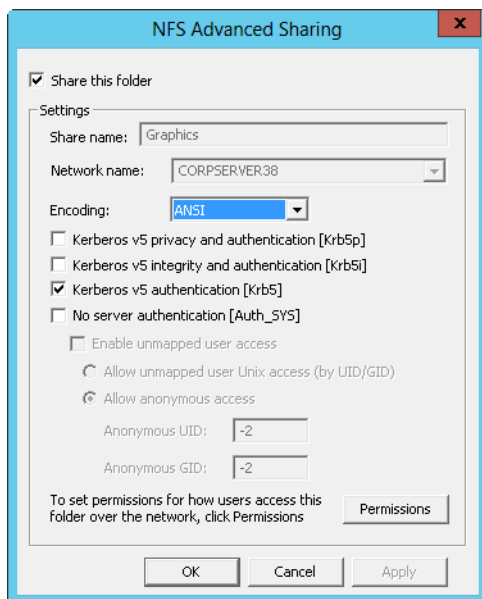 NFS Advanced Sharing
x
Share this folder
Settings
Share name: Graphics
Network name: CORPSERVER38
Encoding: ANSI
Kerberos v5 privacy and authentication [Krb5p]
Kerberos v5 integrity and authentication [Krb5i]
Kerberos v5 authentication [Krb5]
No server authentication [Auth_SYS]
Enable unmapped user access
Allow unmapped user Unix access (by UID/GID)
Allow anonymous access
Anonymous UID: -2
Anonymous GID: -2
To set permissions for how users access this
folder over the network, click Permissions
Permissions
OK Cancel Apply